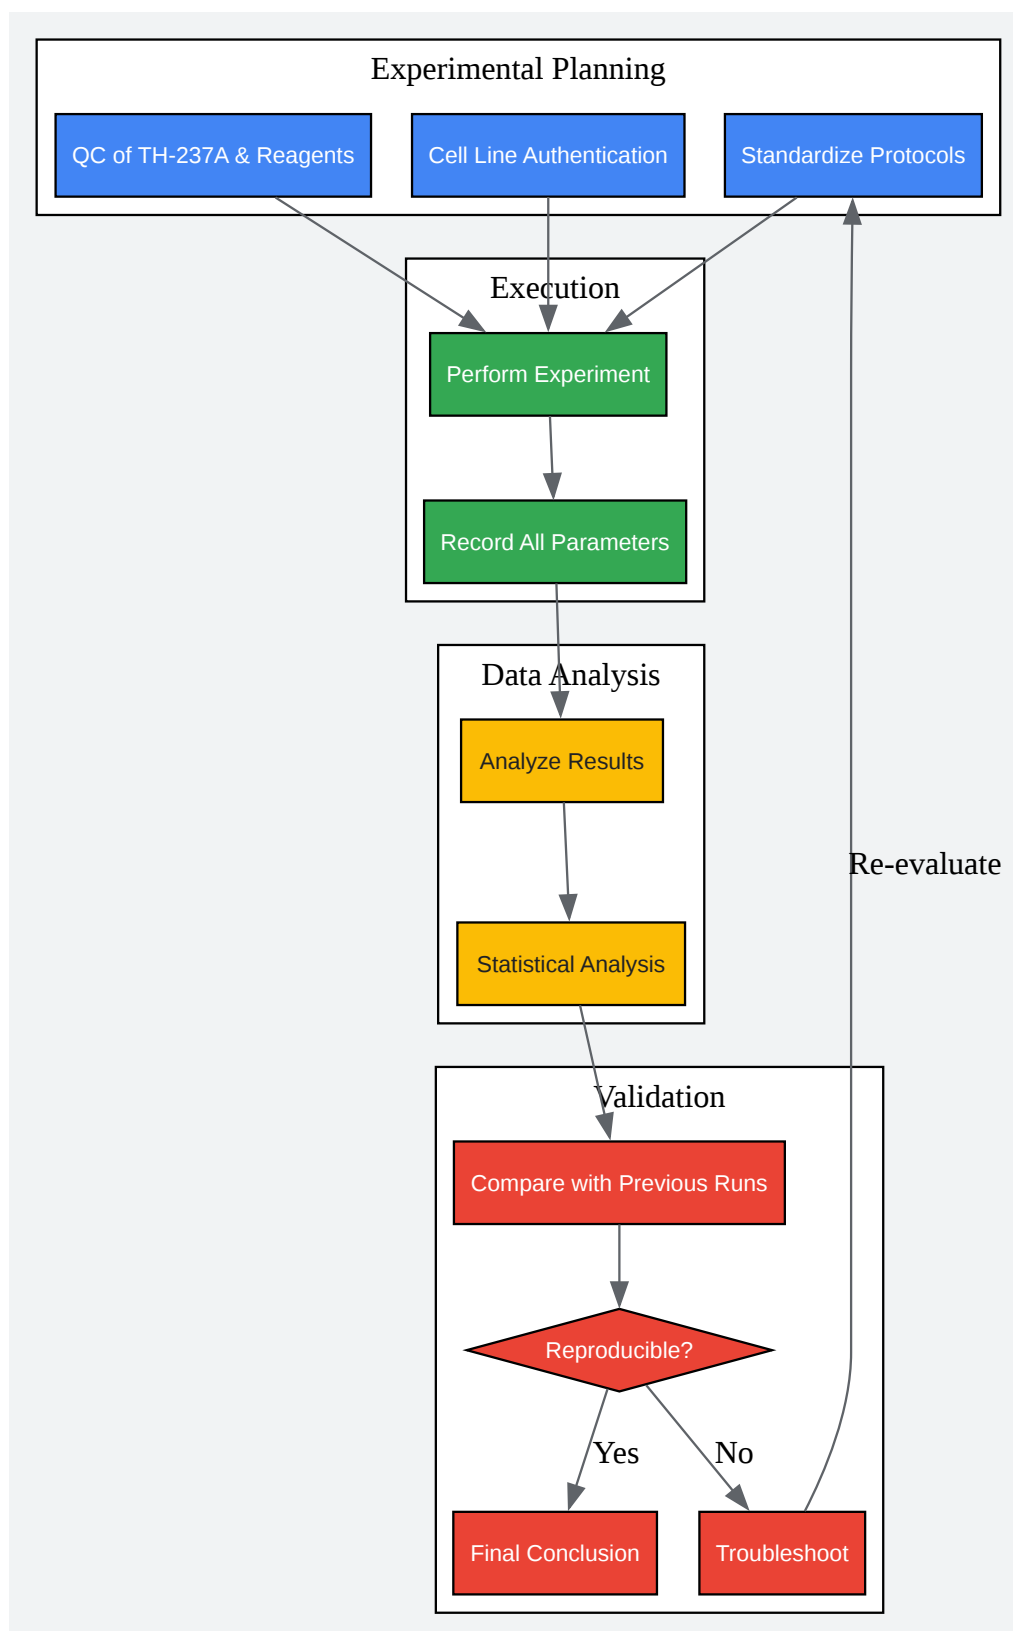 Experimental Planning
QC of TH-237A & Reagents
Cell Line Authentication
Standardize Protocols
Execution
Perform Experiment
Record All Parameters
Data Analysis
Analyze Results
Re-evaluate
Statistical Analysis
Validation
Compare with Previous Runs
Reproducible?
Yes
No
Final Conclusion
Troubleshoot